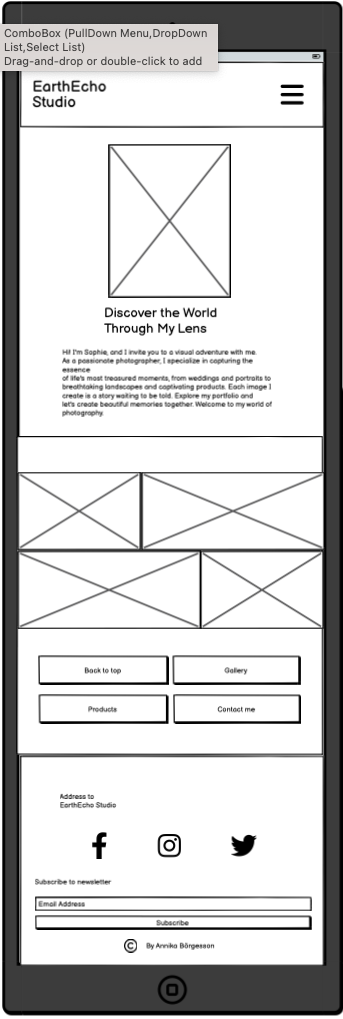 ComboBox (PullDown Menu,DropDown
List,Select List)
Drag-and-drop or double-click to add
EarthEcho
Studio
Discover the World
Through My Lens
Hi! I'm Sophie, and I invite you to a visual adventure with me.
As a passionate photographer, I specialize in capturing the
essence
of life's most treasured moments, from weddings and portraits to
breathtaking landscapes and captivating products. Each image I
create is a story waiting to be told. Explore my portfolio and
let's create beautiful memories together. Welcome to my world of
photography.
Back to top
Gallery
Products
Contact me
Address to
EarthEcho Studio
Subscribe to newsletter
Email Address
Subscribe
© By Annika Börgesson